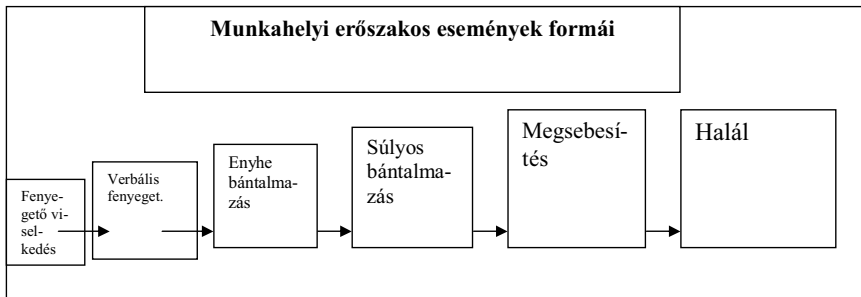 Munkahelyi erőszakos események formái
Fenye-
gető vi-
sel-
kedés
Verbális
fenyeget.
Enyhe
bántalma-
zás
Súlyos
bántalma-
zás
Megsebesí-
tés
Halál